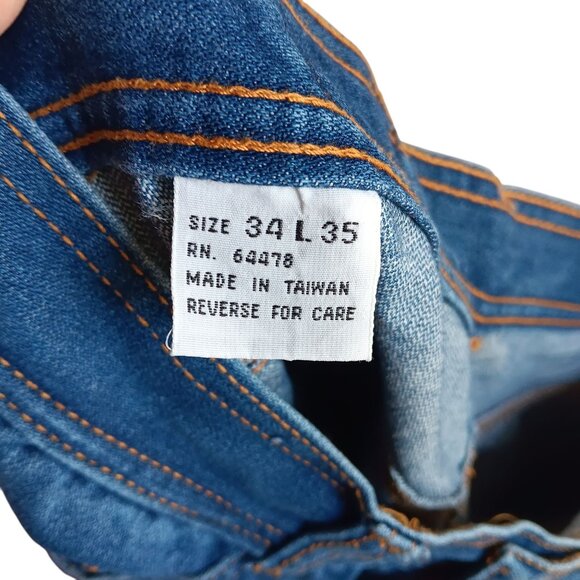 SIZE 34 L 35
RN. 64478
MADE IN TAIWAN
REVERSE FOR CARE